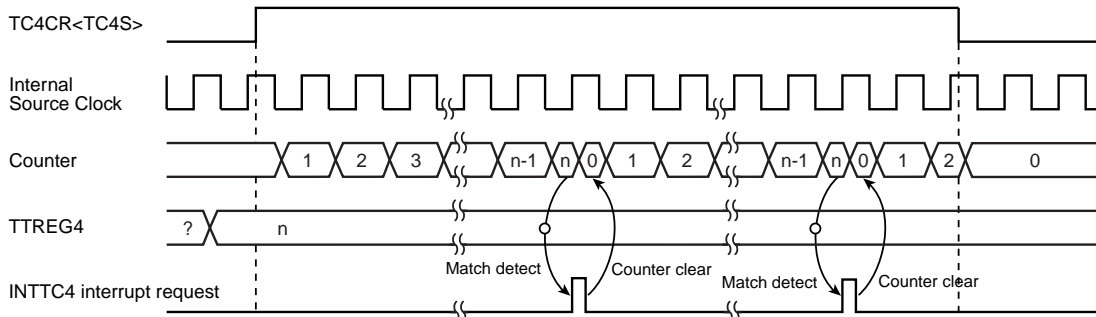 TC4CR<TC4S>
Internal
Source Clock
Counter
1 2 3 n-1 n 0 1 2 n-1 n 0 1 2 0
TTREG4
? n
Match detect Counter clear Match detect Counter clear
INTTC4 interrupt request